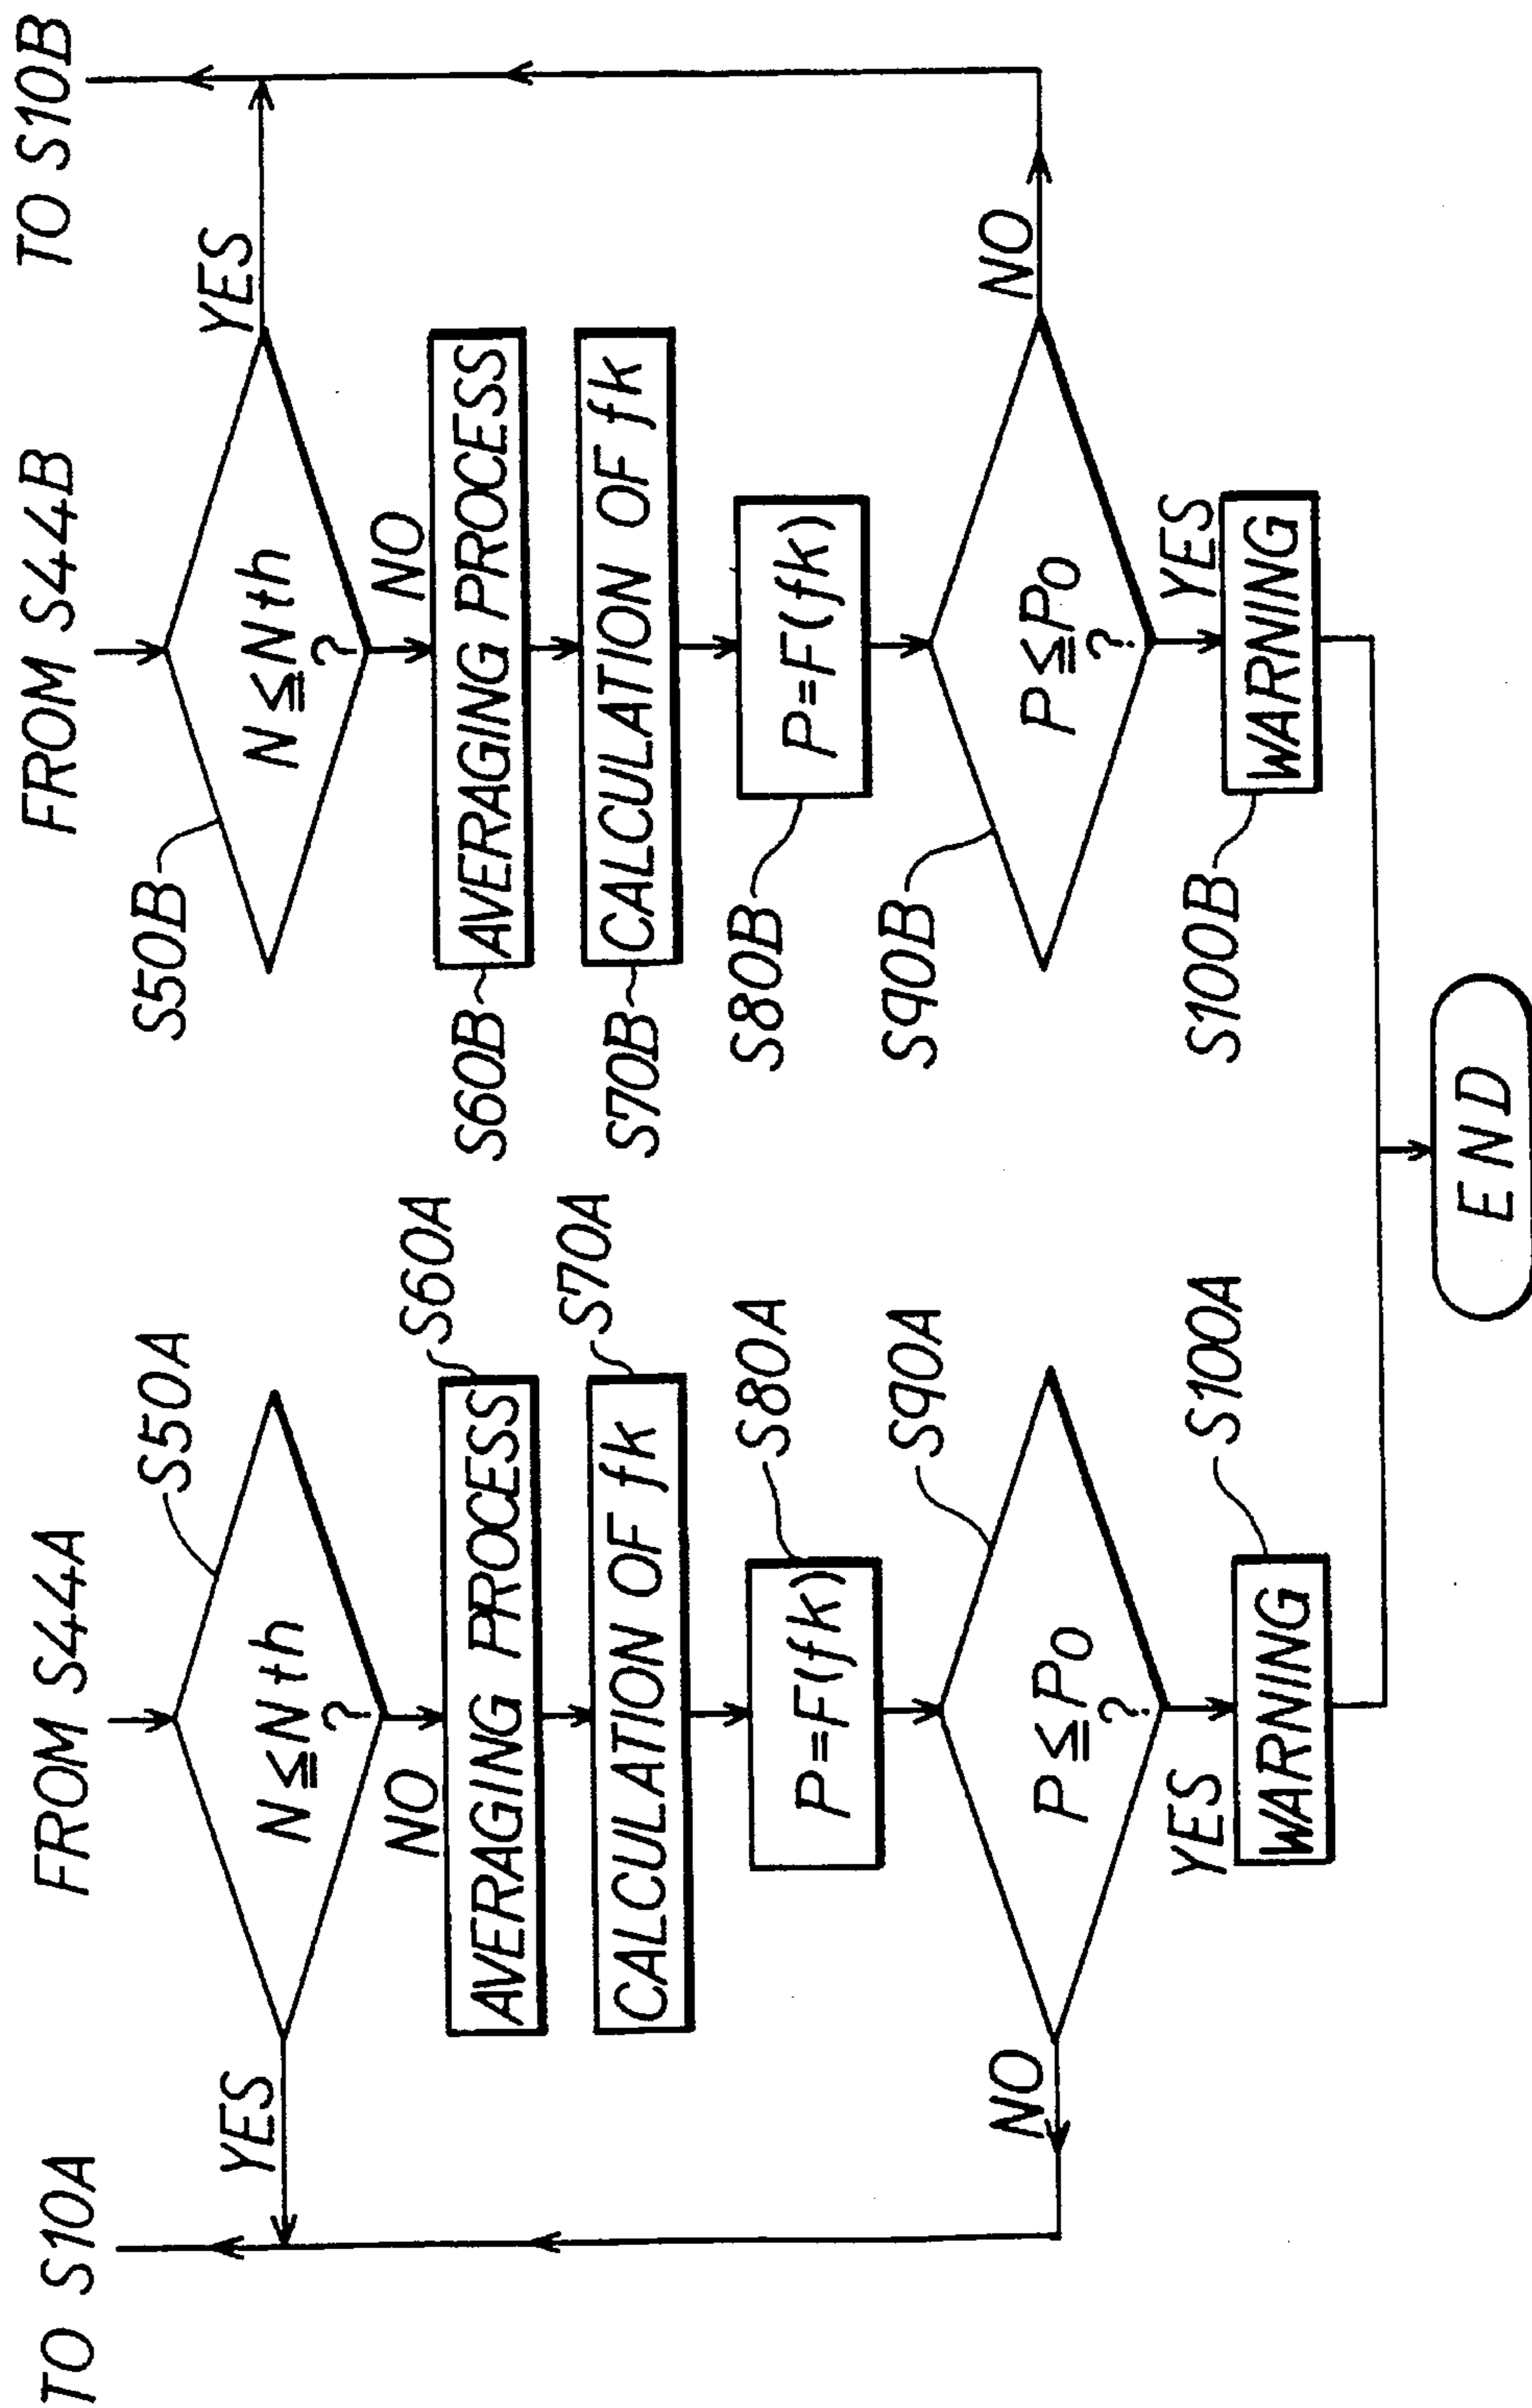 TO S10A
FROM S44A
FROM S44B
TO S10B
S50A
N ≦ Nth
?
YES
NO
S60A
AVERAGING PROCESS
S70A
CALCULATION OF fk
S80A
P=F(fk)
S90A
P ≦ P0
?
NO
YES
S100A
WARNING
S50B
N ≦ Nth
?
YES
NO
S60B
AVERAGING PROCESS
S70B
CALCULATION OF fk
S80B
P=F(fk)
S90B
P ≦ P0
?
NO
YES
S100B
WARNING
END